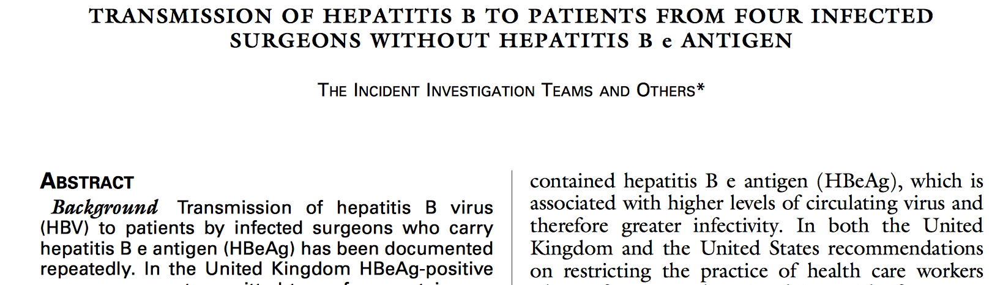 TRANSMISSION OF HEPATITIS B TO PATIENTS FROM FOUR INFECTED
SURGEONS WITHOUT HEPATITIS B e ANTIGEN
THE INCIDENT INVESTIGATION TEAMS AND OTHERS*
ABSTRACT
Background Transmission of hepatitis B virus
(HBV) to patients by infected surgeons who carry
hepatitis B e antigen (HBeAg) has been documented
repeatedly. In the United Kingdom HBeAg-positive
contained hepatitis B e antigen (HBeAg), which is
associated with higher levels of circulating virus and
therefore greater infectivity. In both the United
Kingdom and the United States recommendations
on restricting the practice of health care workers